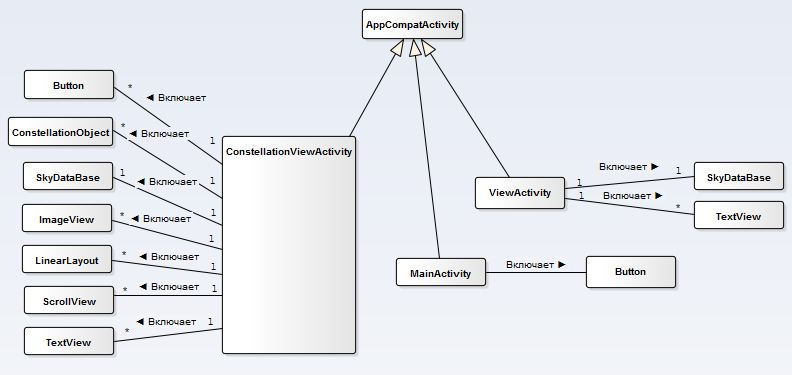 AppCompatActivity
Button
* ◄ Включает
1
ConstellationObject
* ◄ Включает
1
ConstellationViewActivity
SkyDataBase
1 ◄ Включает
1
ImageView
* ◄ Включает
1
LinearLayout
* ◄ Включает
1
ScrollView
* ◄ Включает
1
TextView
* ◄ Включает
1
ViewActivity
Включает ►
1
1
SkyDataBase
Включает ►
1
*
TextView
MainActivity
Включает ►
Button